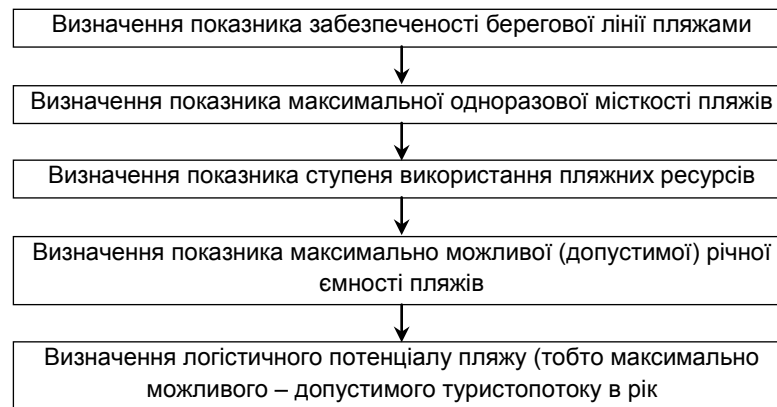 Визначення показника забезпеченості берегової лінії пляжами
Визначення показника максимальної одноразової місткості пляжів
Визначення показника ступеня використання пляжних ресурсів
Визначення показника максимально можливої (допустимої) річної
ємності пляжів
Визначення логістичного потенціалу пляжу (тобто максимально
можливого – допустимого туристопотоку в рік